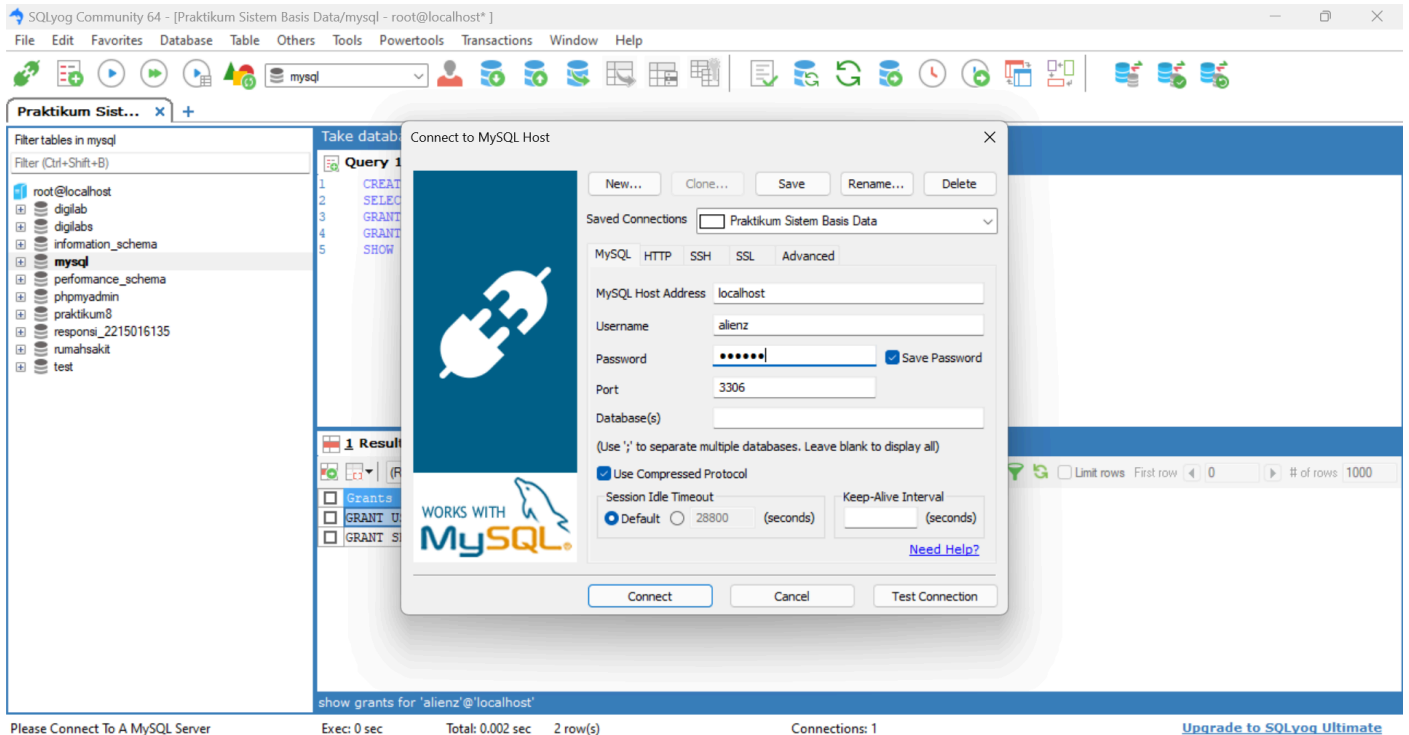 SQLyog Community 64 - [Praktikum Sistem Basis Data/mysql - root@localhost* ]
File Edit Favorites Database Table Others Tools Powertools Transactions Window Help
mysql
Praktikum Sist... x +
Filter tables in mysql
Filter (Ctrl+Shift+B)
root@localhost
digilab
digilabs
information_schema
mysql
performance_schema
phpmyadmin
praktikum8
responsi_2215016135
rumahsakit
test
Take databa
Query 1
1 CREAT
2 SELEC
3 GRANT
4 GRANT
5 SHOW
Connect to MySQL Host
New... Clone... Save Rename... Delete
Saved Connections Praktikum Sistem Basis Data
MySQL HTTP SSH SSL Advanced
MySQL Host Address localhost
Username alienz
Password •••••• Save Password
Port 3306
Database(s)
(Use ';' to separate multiple databases. Leave blank to display all)
Use Compressed Protocol
Session Idle Timeout Keep-Alive Interval
Default 28800 (seconds) (seconds)
Need Help?
WORKS WITH
MySQL®
Connect Cancel Test Connection
1 Result
(R
Limit rows First row 0 # of rows 1000
Grants
GRANT U
GRANT S
show grants for 'alienz'@'localhost'
Please Connect To A MySQL Server Exec: 0 sec Total: 0.002 sec 2 row(s) Connections: 1 Upgrade to SQLyog Ultimate